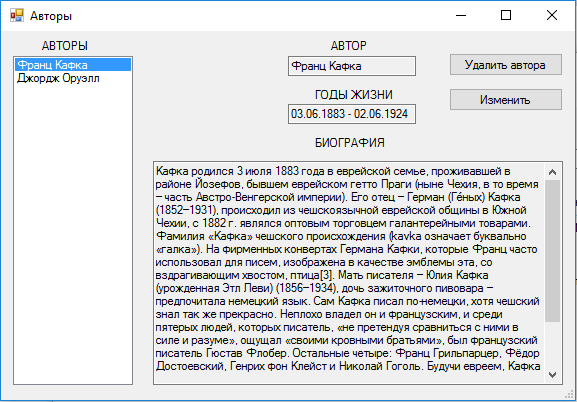 Авторы
АВТОРЫ
Франц Кафка
Джордж Оруэлл
АВТОР
Франц Кафка
ГОДЫ ЖИЗНИ
03.06.1883 - 02.06.1924
Удалить автора
Изменить
БИОГРАФИЯ
Кафка родился 3 июля 1883 года в еврейской семье, проживавшей в
районе Йозефов, бывшем еврейском гетто Праги (ныне Чехия, в то время
– часть Австро-Венгерской империи). Его отец – Герман (Ге́них) Кафка
(1852–1931), происходил из чешскоязычной еврейской общины в Южной
Чехии, с 1882 г. являлся оптовым торговцем галантерейными товарами.
Фамилия «Кафка» чешского происхождения (kavka означает буквально
«галка»). На фирменных конвертах Германа Кафки, которые Франц часто
использовал для писем, изображена в качестве эмблемы эта, со
вздрагивающим хвостом, птица[3]. Мать писателя – Юлия Кафка
(урожденная Этл Леви) (1856–1934), дочь зажиточного пивовара –
предпочитала немецкий язык. Сам Кафка писал по-немецки, хотя чешский
знал так же прекрасно. Неплохо владел он и французским, и среди
пятерых людей, которых писатель, «не претендуя сравниться с ними в
силе и разуме», ощущал «своими кровными братьями», был французский
писатель Гюстав Флобер. Остальные четыре: Франц Грильпарцер, Фёдор
Достоевский, Генрих фон Клейст и Николай Гоголь. Будучи евреем, Кафка